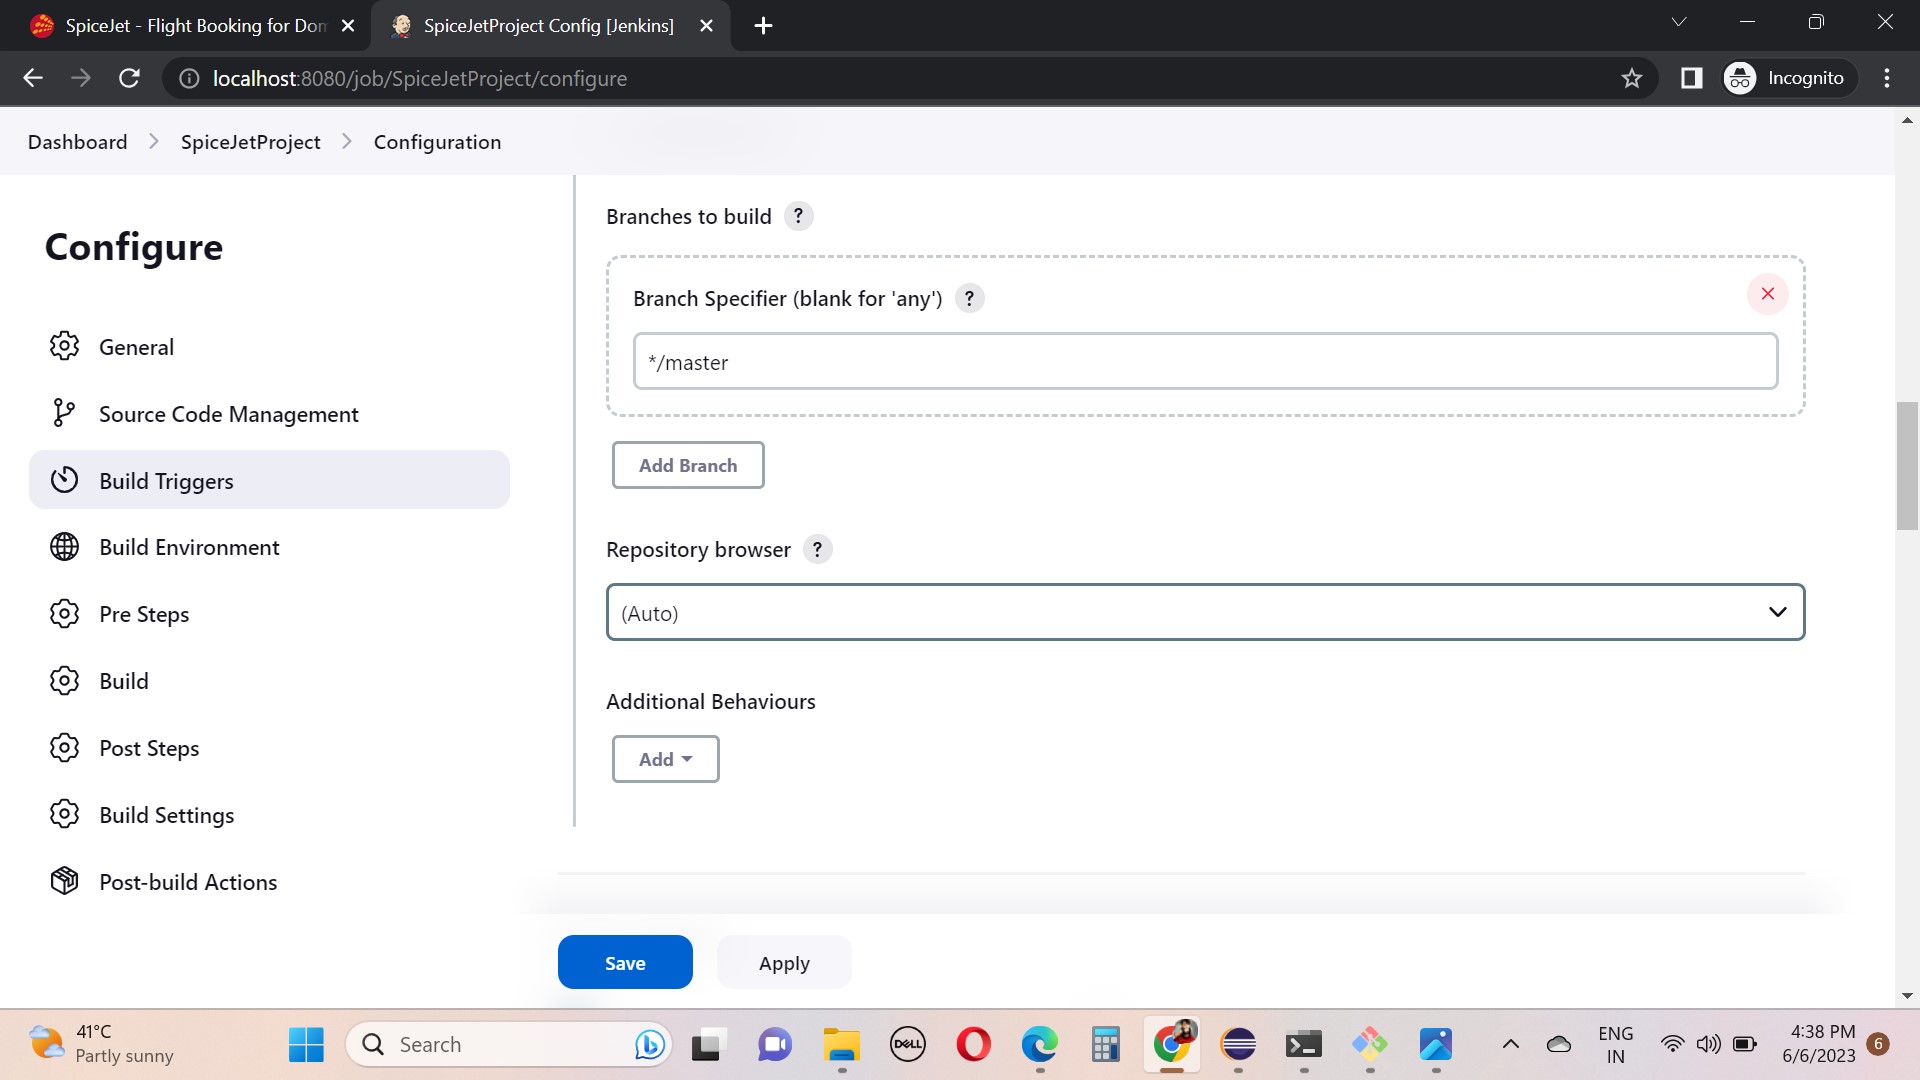 SpiceJet - Flight Booking for Dom
SpiceJetProject Config [Jenkins]
localhost:8080/job/SpiceJetProject/configure
Incognito
Dashboard
SpiceJetProject
Configuration
Configure
General
Source Code Management
Build Triggers
Build Environment
Pre Steps
Build
Post Steps
Build Settings
Post-build Actions
Branches to build ?
Branch Specifier (blank for 'any') ?
*/master
Add Branch
Repository browser ?
(Auto)
Additional Behaviours
Add
Save
Apply
41°C
Partly sunny
Search
DELL
ENG
IN
4:38 PM
6/6/2023
6